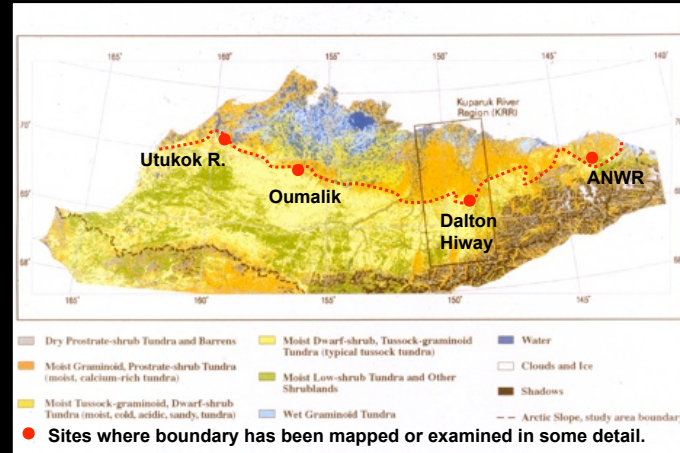 165° 160° 155° 150° 145° 140°
Kuparuk River
Region (KRR)
70°
Utukok R.
Oumalik
ANWR
Dalton
Hiway
69°
68°
165° 160° 155° 150° 145°
Dry Prostrate-shrub Tundra and Barrens
Moist Graminoid, Prostrate-shrub Tundra
(moist, calcium-rich tundra)
Moist Tussock-graminoid, Dwarf-shrub
Tundra (moist, cold, acidic, sandy, tundra)
Moist Dwarf-shrub, Tussock-graminoid
Tundra (typical tussock tundra)
Moist Low-shrub Tundra and Other
Shrublands
Wet Graminoid Tundra
Water
Clouds and Ice
Shadows
Arctic Slope, study area boundary
Sites where boundary has been mapped or examined in some detail.